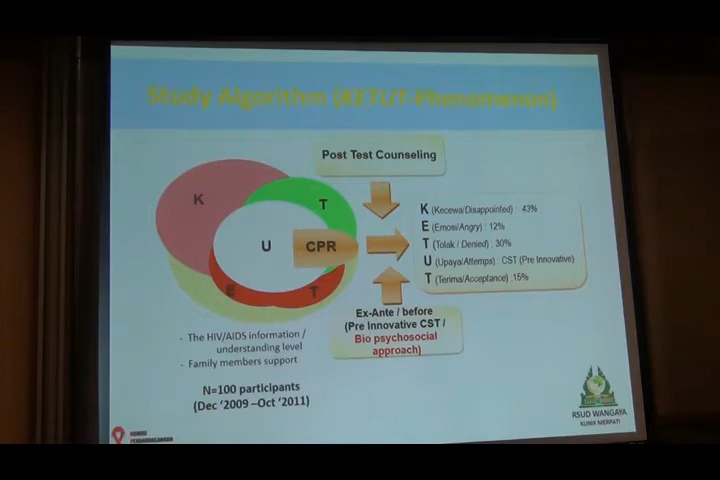 Study Algorithm (KETUT-Phenomenon)
Post Test Counseling
K
T
U
CPR
E
T
K (Kecewa/Disappointed) : 43%
E (Emosi/Angry) : 12%
T (Tolak / Denied) : 30%
U (Upaya/Attemps) : CST (Pre Innovative)
T (Terima/Acceptance) : 15%
Ex-Ante / before
(Pre Innovative CST /
Bio psychosocial
approach)
- The HIV/AIDS information /
understanding level
- Family members support
N=100 participants
(Dec ‘2009 –Oct ‘2011)
RSUD WANGAYA
KLINIK MERPATI